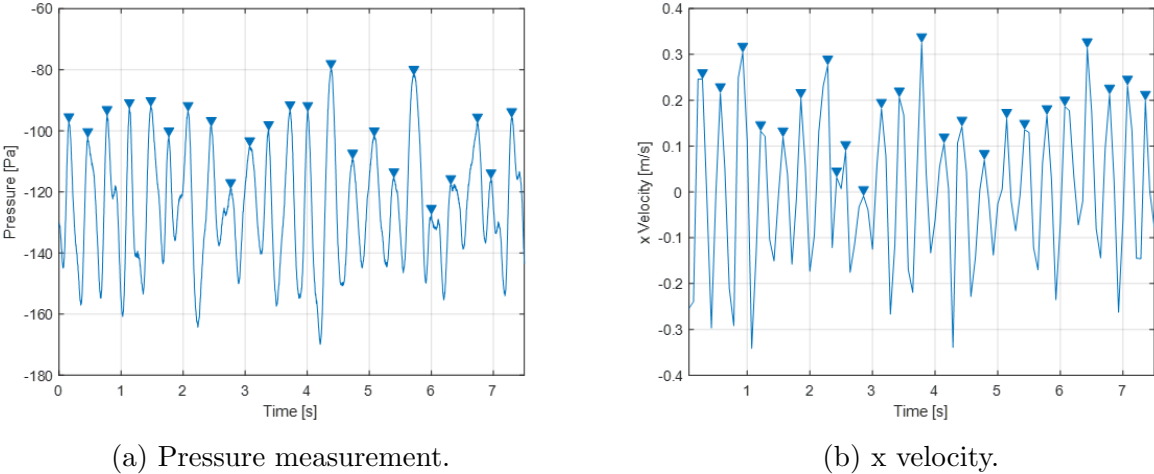 -60
-80
-100
-120
-140
-160
-180
Pressure [Pa]
0 1 2 3 4 5 6 7
Time [s]
0.4
0.3
0.2
0.1
0
-0.1
-0.2
-0.3
-0.4
x Velocity [m/s]
1 2 3 4 5 6 7
Time [s]
(a) Pressure measurement.
(b) x velocity.